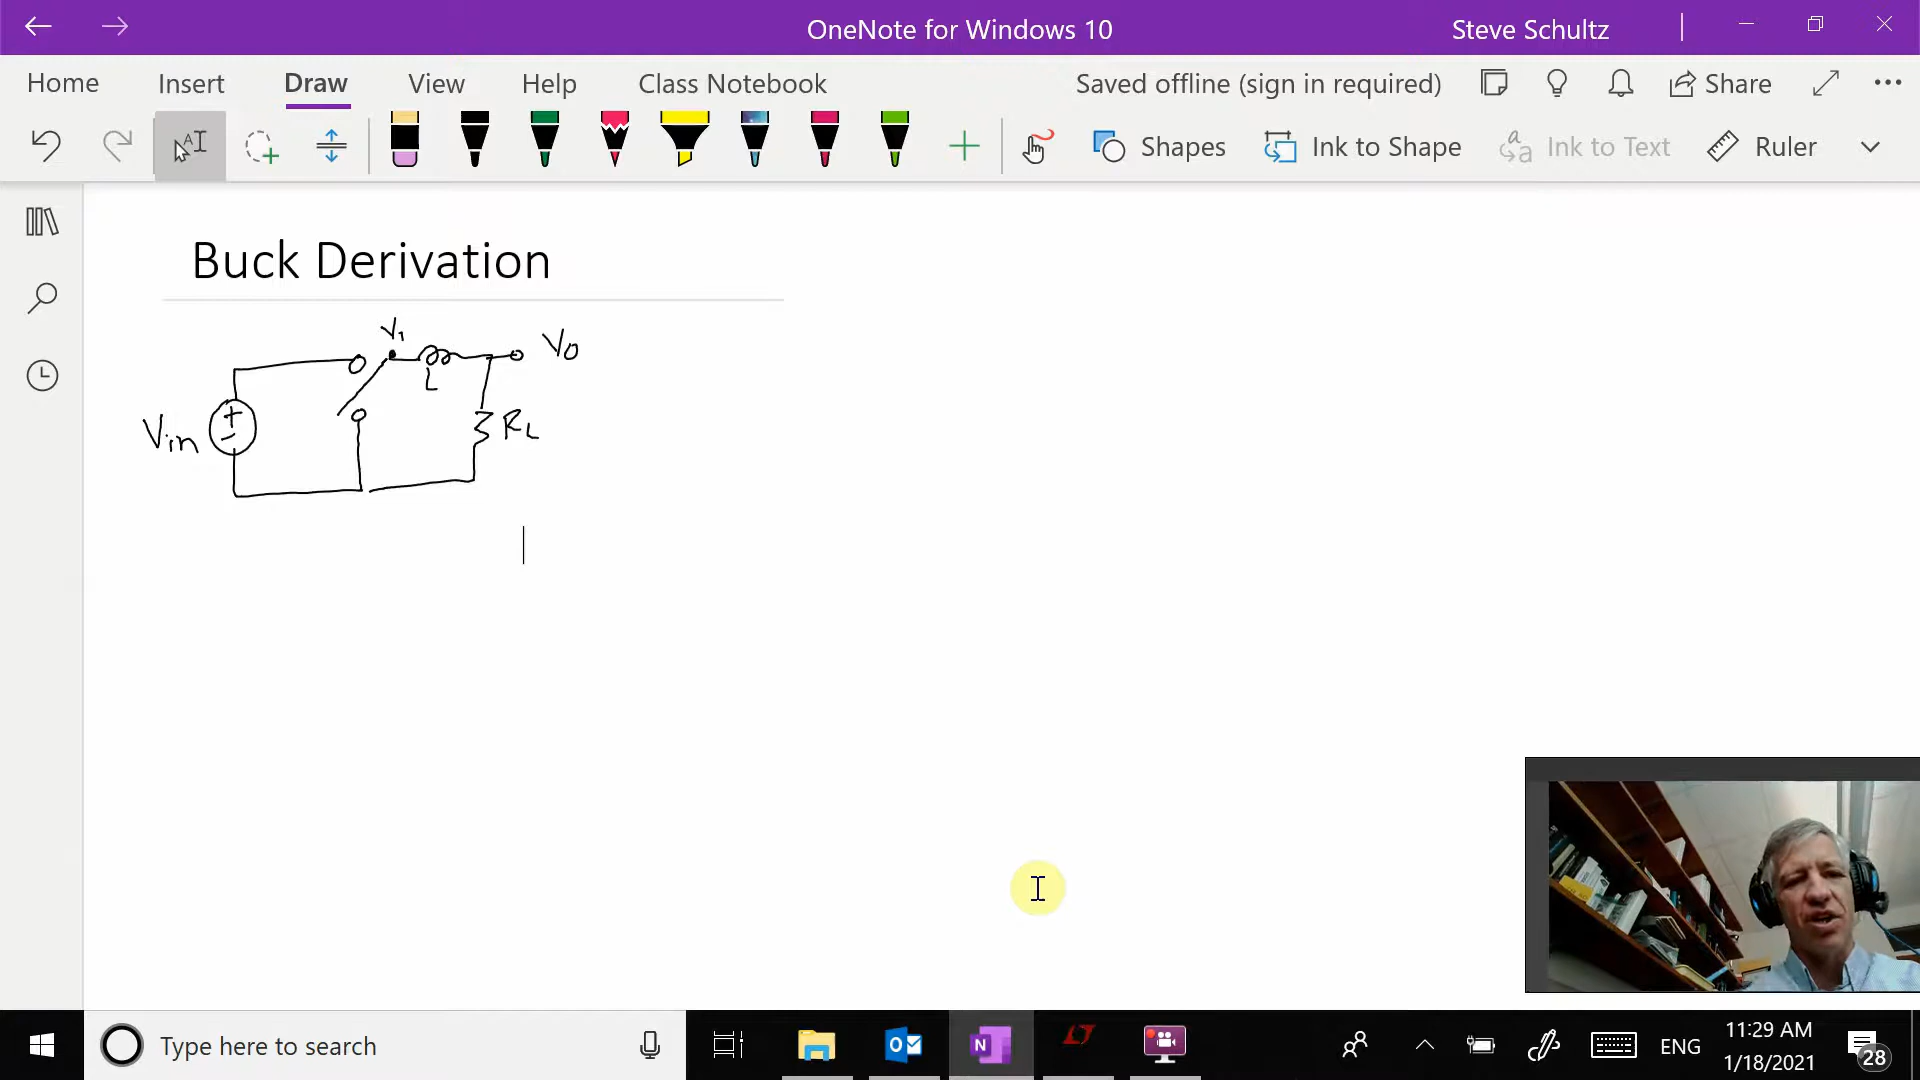 OneNote for Windows 10
Steve Schultz
Home Insert Draw View Help Class Notebook
Saved offline (sign in required) Share
Shapes Ink to Shape Ink to Text Ruler
Buck Derivation
V1
Vo
L
Vin
RL
Type here to search
ENG
11:29 AM
1/18/2021
28